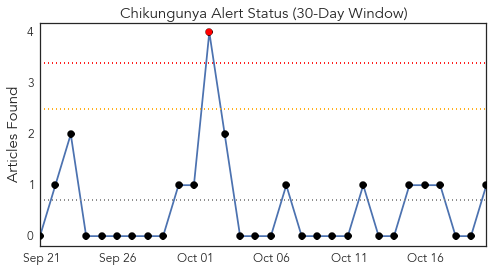 Chikungunya Alert Status (30-Day Window)
Articles Found
4
3
2
1
0
Sep 21 Sep 26 Oct 01 Oct 06 Oct 11 Oct 16